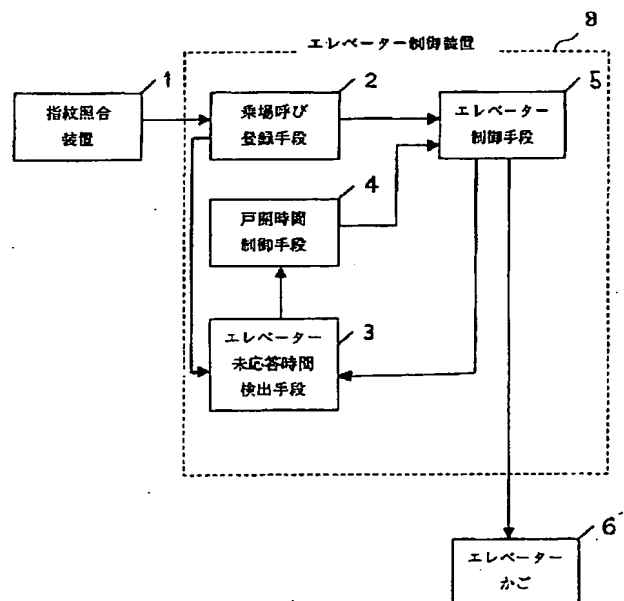 エレベーター制御装置
8
1
指紋照合
装置
2
乗場呼び
登録手段
5
エレベーター
制御手段
4
戸開時間
制御手段
3
エレベーター
未応答時間
検出手段
6
エレベーター
かご